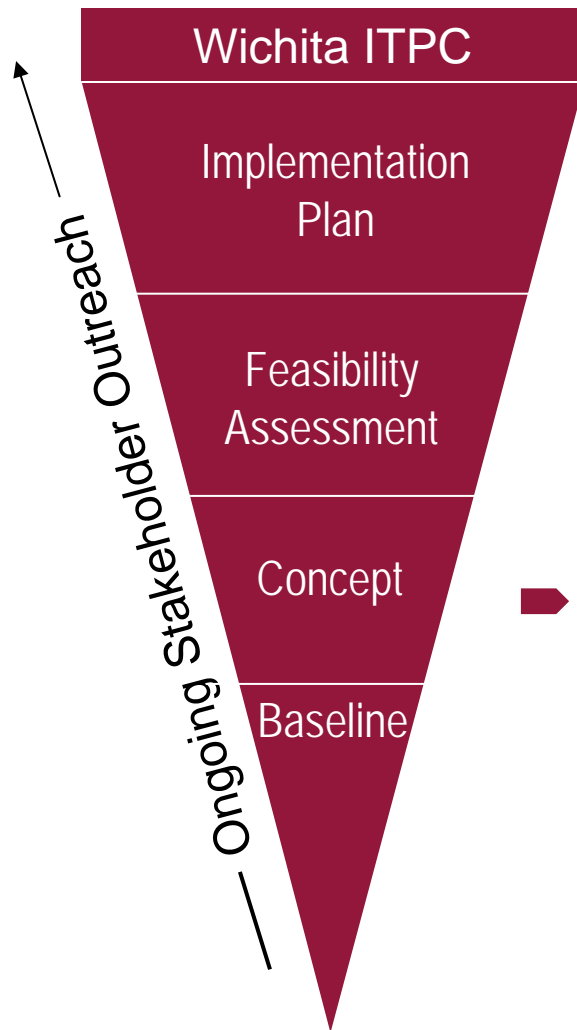 Wichita ITPC
Implementation
Plan
Feasibility
Assessment
Concept
Baseline
Ongoing Stakeholder Outreach